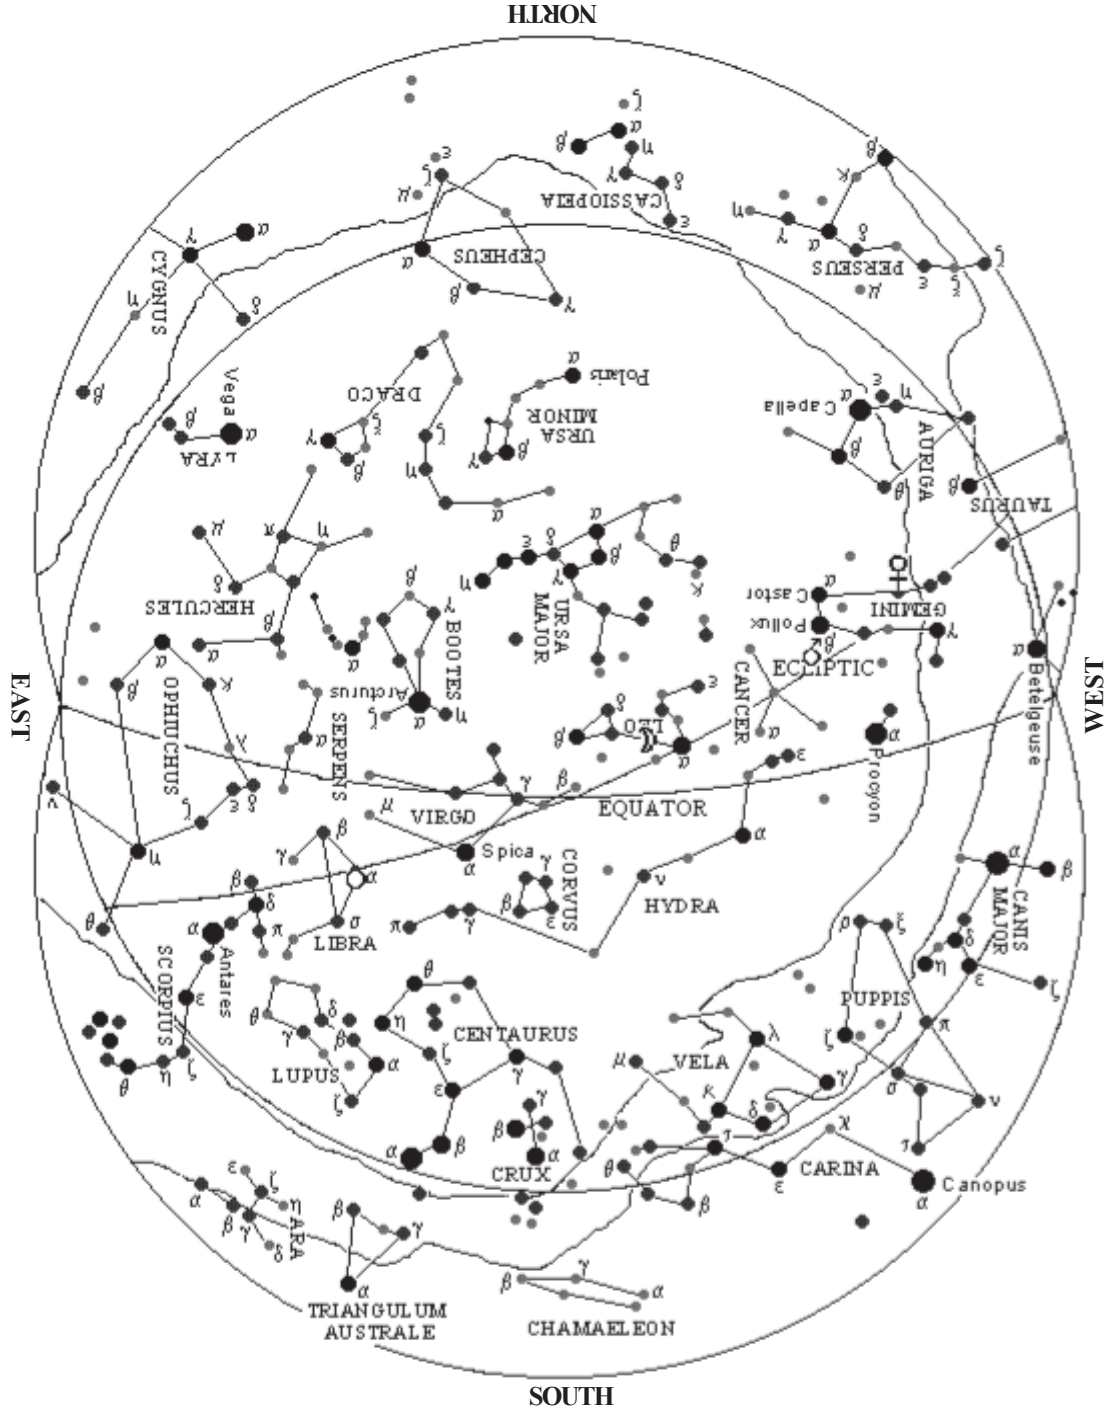 NORTH
ζ
α
β
η
γ
δ
CASSIOPEIA
ε
β
κ
η
γ
α
δ
PERSEUS
ε
ξ
ζ
μ
ε
ζ
μ
α
CEPHEUS
β
γ
α
γ
CYGNUS
η
δ
β
Vega
β
α
LYRA
DRACO
ξ
γ
β
ζ
η
α
α
Polaris
URSA
MINOR
β
γ
ε
η
α
Capella
β
θ
AURIGA
β
TAURUS
μ
π
η
δ
HERCULES
β
α
β
γ
BOOTES
α
Arcturus
ζ
α
η
η
ε
δ
α
β
γ
URSA
MAJOR
θ
κ
α
Castor
Pollux
β
GEMINI
γ
ECLIPTIC
α
Betelgeuse
EAST
WEST
α
β
κ
OPHIUCHUS
λ
ν
ζ
ε
δ
η
θ
SERPENS
α
δ
β
LEO
ε
α
CANCER
α
ε
α
Procyon
VIRGO
γ
β
EQUATOR
μ
Spica
α
β
γ
α
σ
LIBRA
CORVUS
γ
β
ε
α
ν
HYDRA
π
γ
α
β
CANIS
MAJOR
δ
η
ε
ζ
β
δ
π
α
Antares
SCORPIUS
ε
ζ
η
θ
ρ
ξ
PUPPIS
ζ
π
σ
ν
τ
θ
δ
γ
β
α
LUPUS
ζ
θ
η
CENTAURUS
ζ
γ
ε
β
α
γ
β
α
CRUX
μ
VELA
λ
κ
δ
γ
τ
χ
CARINA
ε
θ
β
Canopus
α
ε
ζ
α
η
β
γ
δ
ARA
β
γ
α
TRIANGULUM
AUSTRALE
γ
β
α
CHAMAELEON
SOUTH